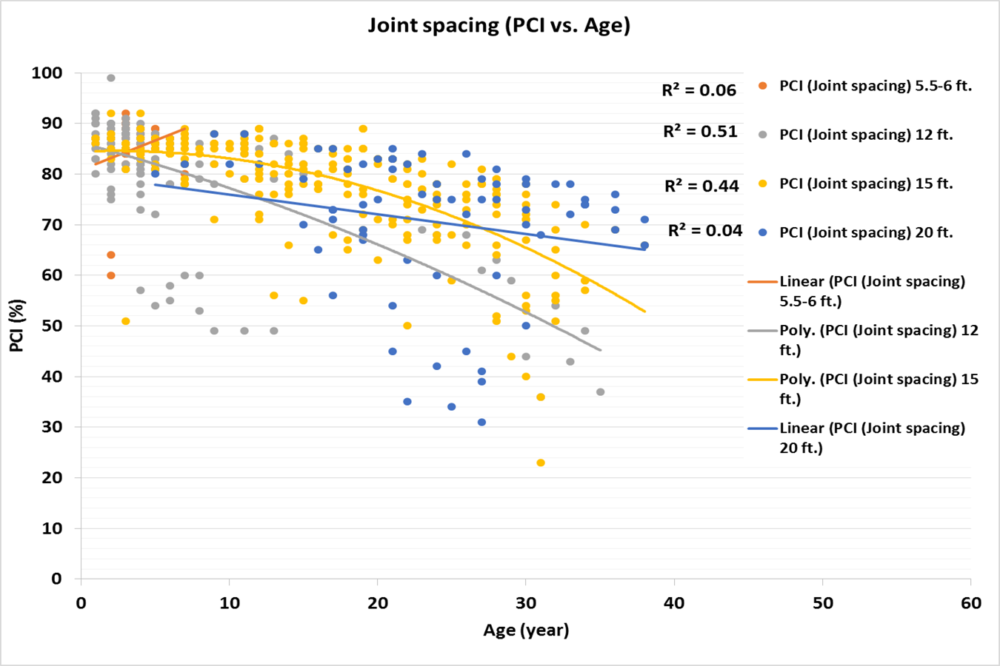 Joint spacing (PCI vs. Age)
100
90
80
70
60
50
40
30
20
10
0
PCI (%)
0 10 20 30 40 50 60
Age (year)
R² = 0.06
R² = 0.51
R² = 0.44
R² = 0.04
PCI (Joint spacing) 5.5-6 ft.
PCI (Joint spacing) 12 ft.
PCI (Joint spacing) 15 ft.
PCI (Joint spacing) 20 ft.
Linear (PCI (Joint spacing)
5.5-6 ft.)
Poly. (PCI (Joint spacing) 12
ft.)
Poly. (PCI (Joint spacing) 15
ft.)
Linear (PCI (Joint spacing)
20 ft.)